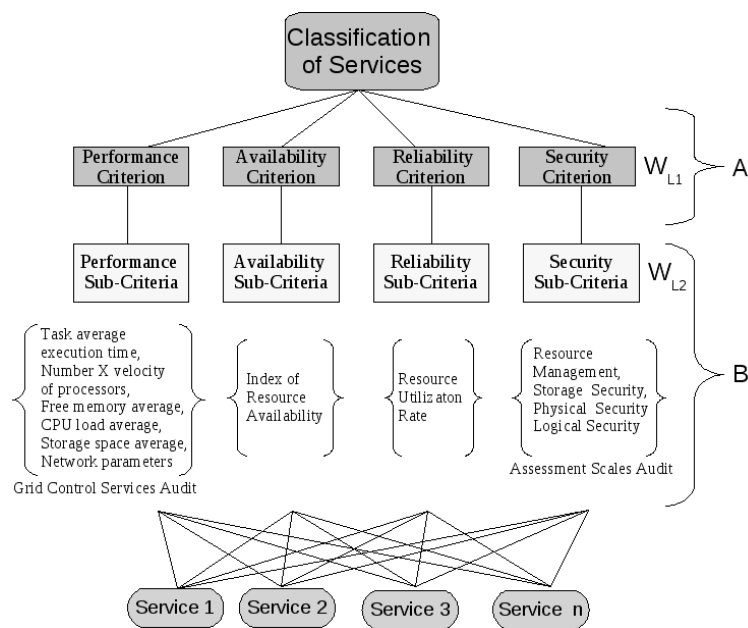 Classification
of Services
Performance
Criterion
Availability
Criterion
Reliability
Criterion
Security
Criterion
WL1
A
Performance
Sub-Criteria
Availability
Sub-Criteria
Reliability
Sub-Criteria
Security
Sub-Criteria
WL2
B
Task average
execution time,
Number X velocity
of processors,
Free memory average,
CPU load average,
Storage space average,
Network parameters
Index of
Resource
Availability
Resource
Utilizaton
Rate
Resource
Management,
Storage Security,
Physical Security
Logical Security
Grid Control Services Audit
Assessment Scales Audit
Service 1
Service 2
Service 3
Service n